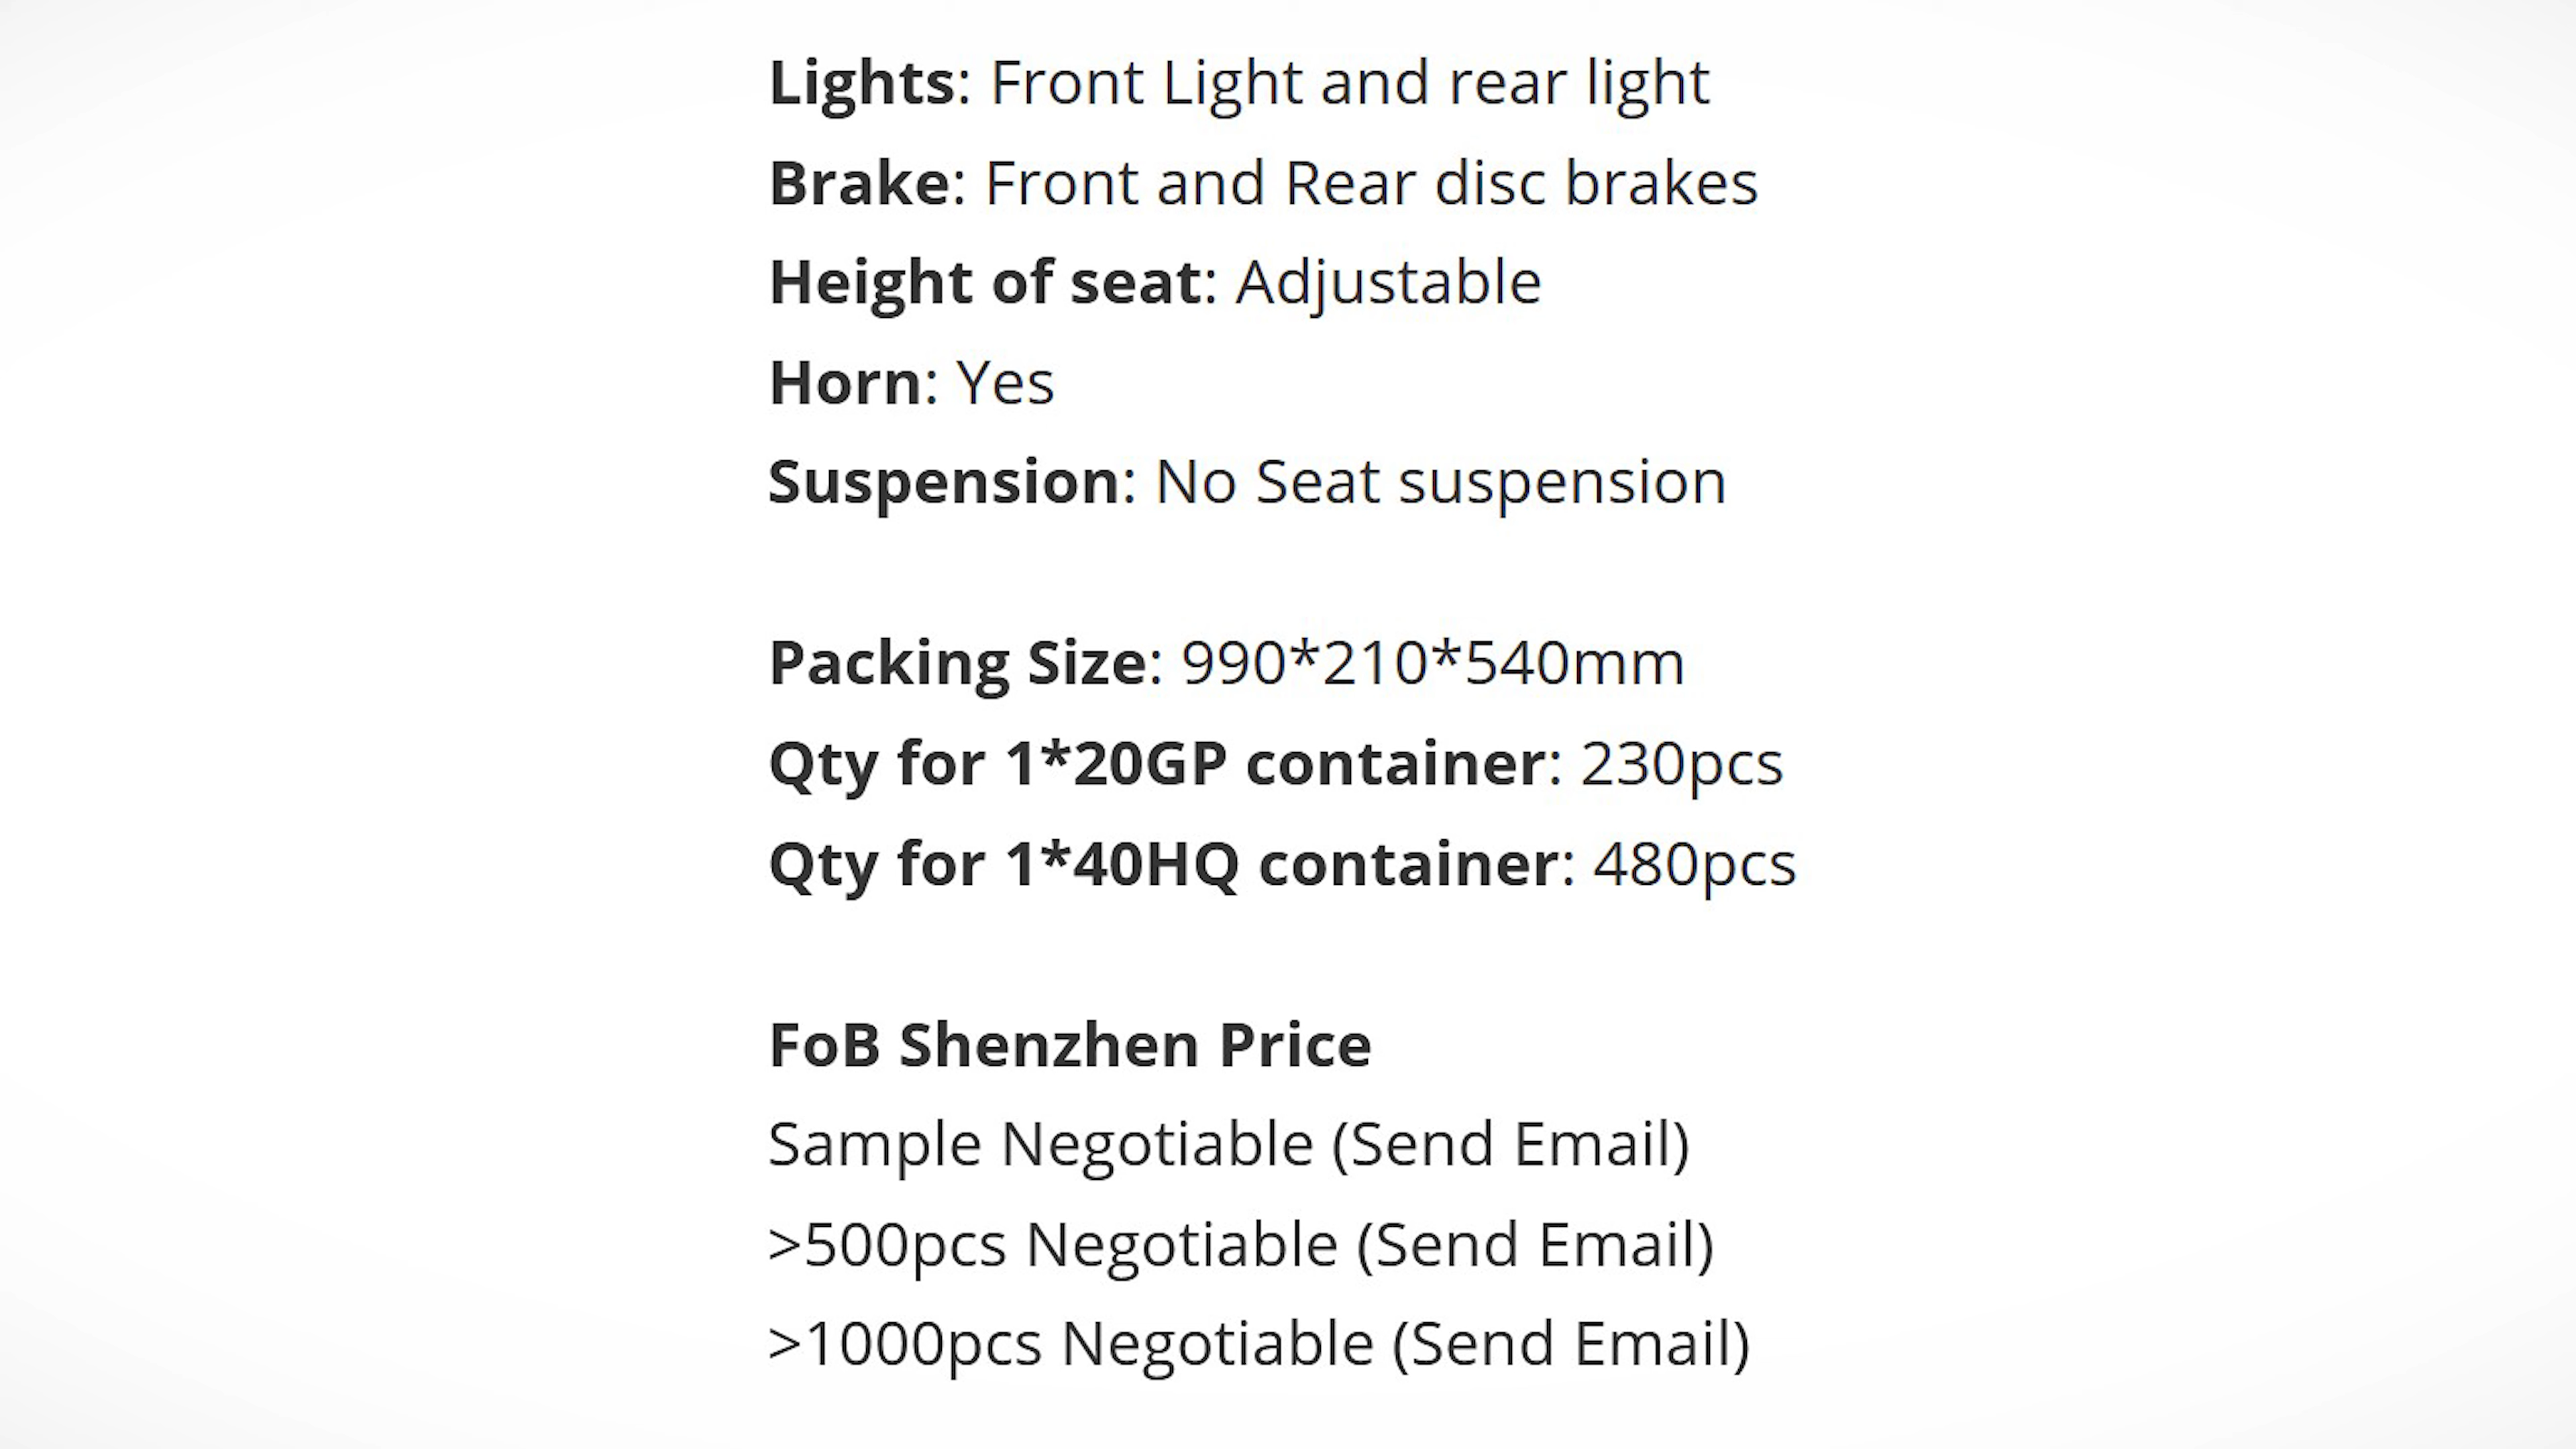 Lights: Front Light and rear light
Brake: Front and Rear disc brakes
Height of seat: Adjustable
Horn: Yes
Suspension: No Seat suspension
Packing Size: 990*210*540mm
Qty for 1*20GP container: 230pcs
Qty for 1*40HQ container: 480pcs
FoB Shenzhen Price
Sample Negotiable (Send Email)
>500pcs Negotiable (Send Email)
>1000pcs Negotiable (Send Email)